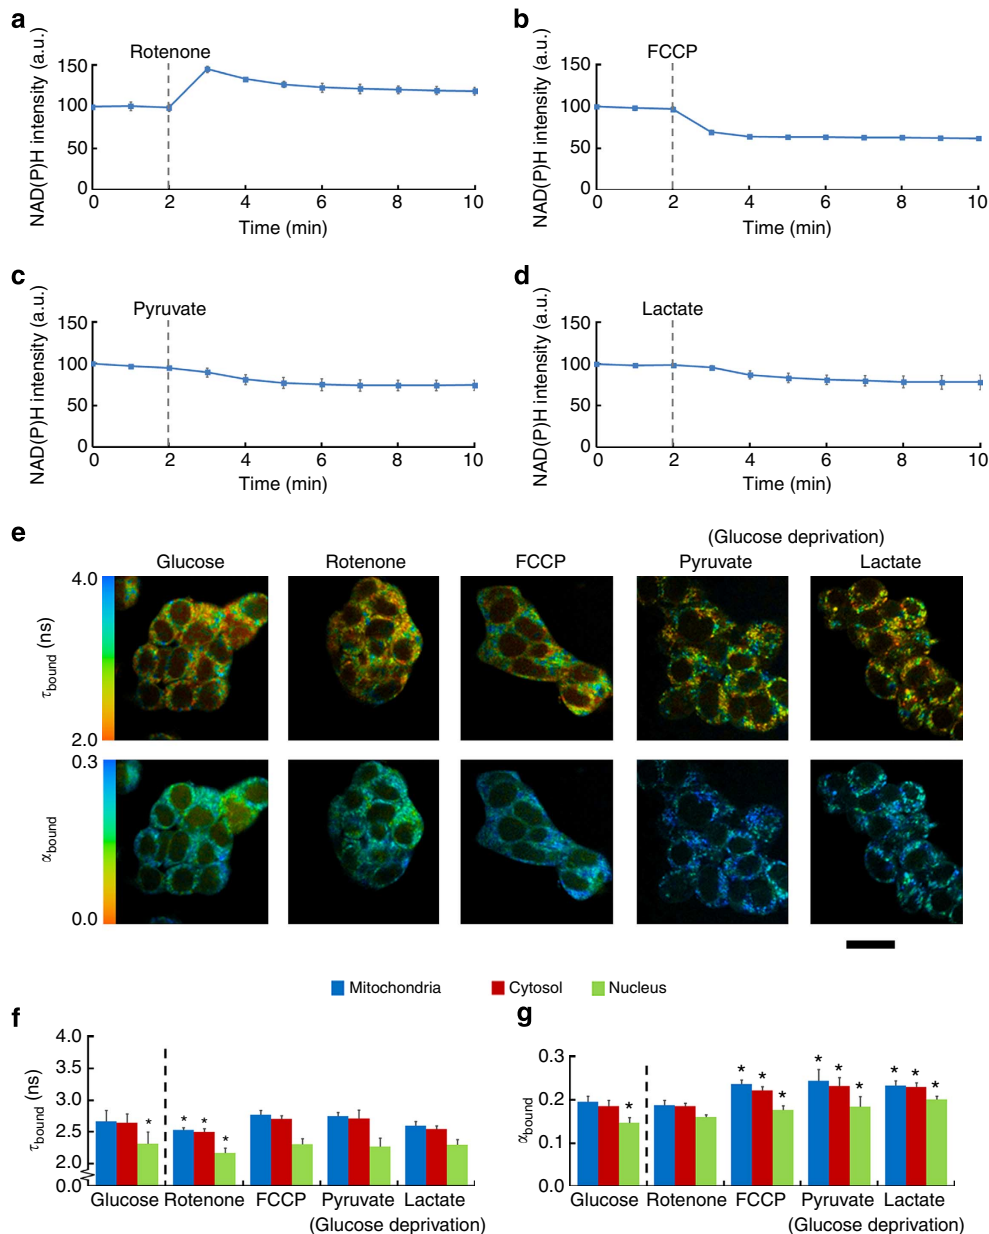 a
Rotenone
NAD(P)H intensity (a.u.)
150
100
50
0
0 2 4 6 8 10
Time (min)
b
FCCP
NAD(P)H intensity (a.u.)
150
100
50
0
0 2 4 6 8 10
Time (min)
c
Pyruvate
NAD(P)H intensity (a.u.)
150
100
50
0
0 2 4 6 8 10
Time (min)
d
Lactate
NAD(P)H intensity (a.u.)
150
100
50
0
0 2 4 6 8 10
Time (min)
e
(Glucose deprivation)
Glucose Rotenone FCCP Pyruvate Lactate
4.0
τbound (ns)
2.0
0.3
αbound
0.0
Mitochondria Cytosol Nucleus
f
τbound (ns)
4.0
3.5
3.0
2.5
2.0
0.0
* * * *
Glucose Rotenone FCCP Pyruvate Lactate
(Glucose deprivation)
g
αbound
0.3
0.2
0.1
0.0
* * * * * * * * * *
Glucose Rotenone FCCP Pyruvate Lactate
(Glucose deprivation)